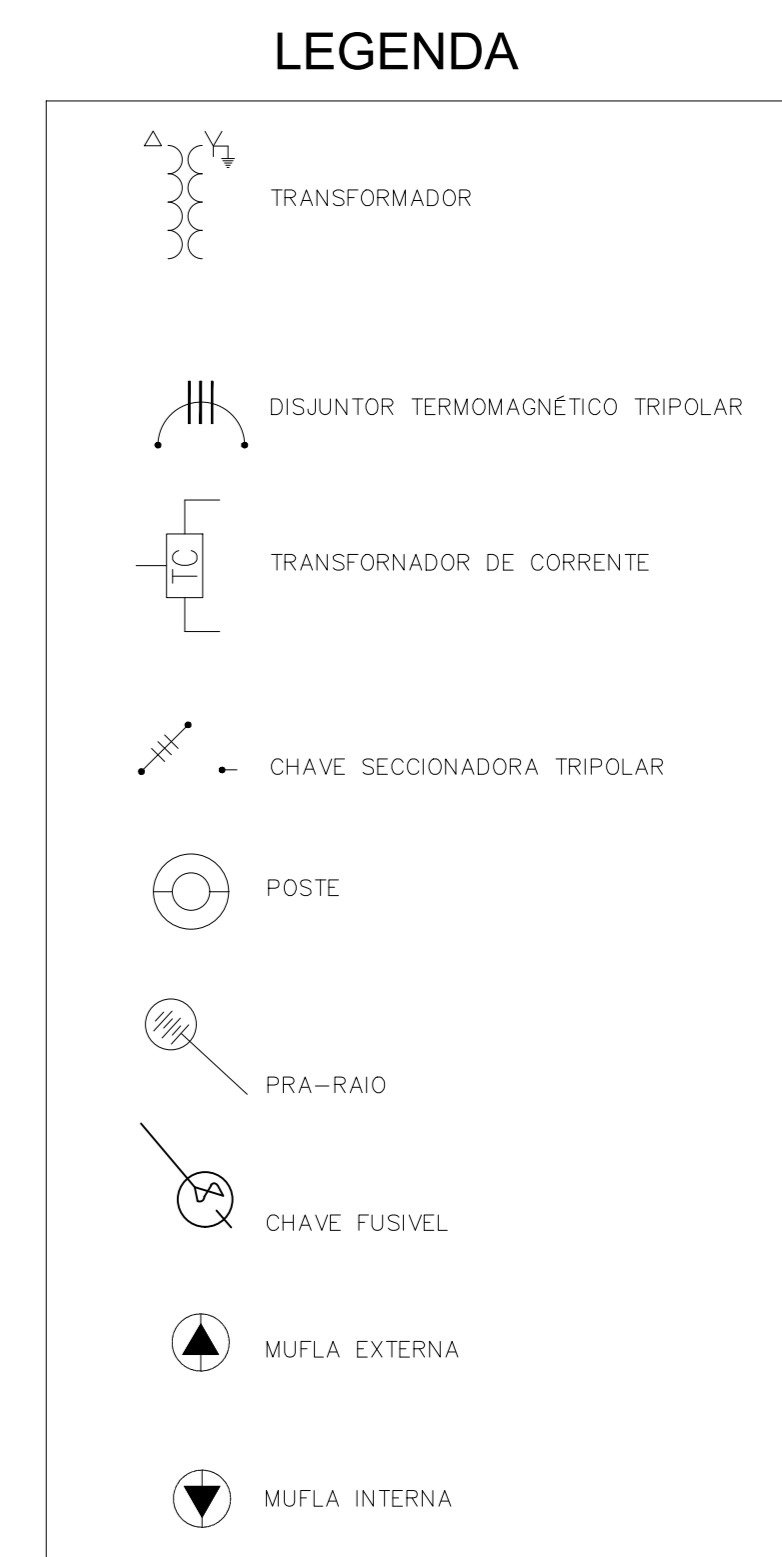 LEGENDA
TRANSFORMADOR
DISJUNTOR TERMOMAGNÉTICO TRIPOLAR
TC
TRANSFORNADOR DE CORRENTE
CHAVE SECCIONADORA TRIPOLAR
POSTE
PRA-RAIO
CHAVE FUSIVEL
MUFLA EXTERNA
MUFLA INTERNA